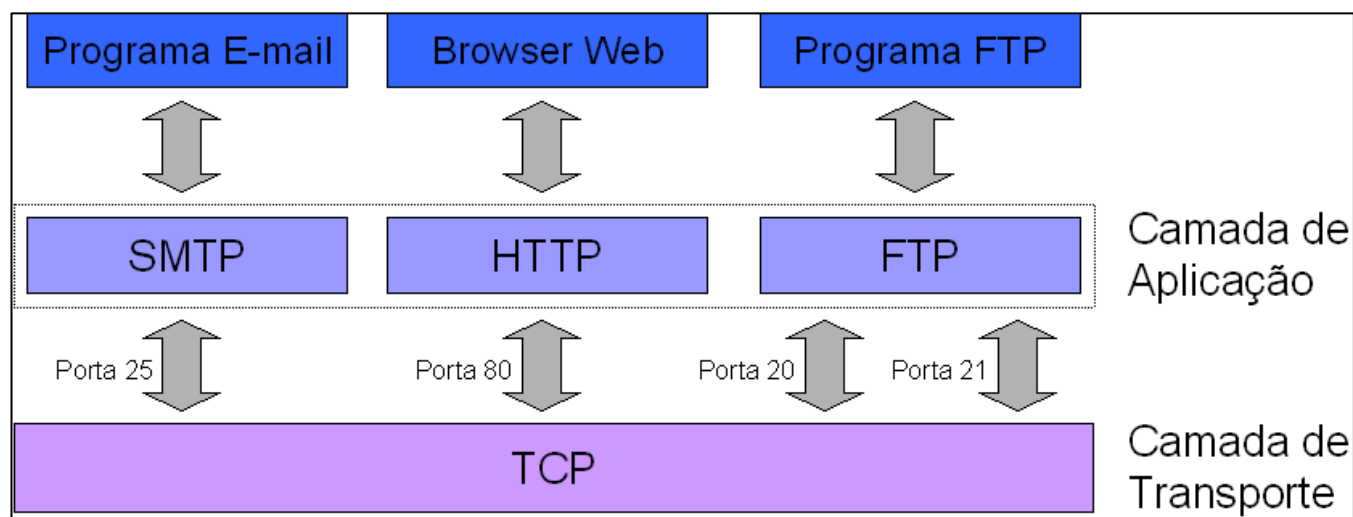 Programa E-mail
Browser Web
Programa FTP
SMTP
HTTP
FTP
Camada de
Aplicação
Porta 25
Porta 80
Porta 20
Porta 21
TCP
Camada de
Transporte